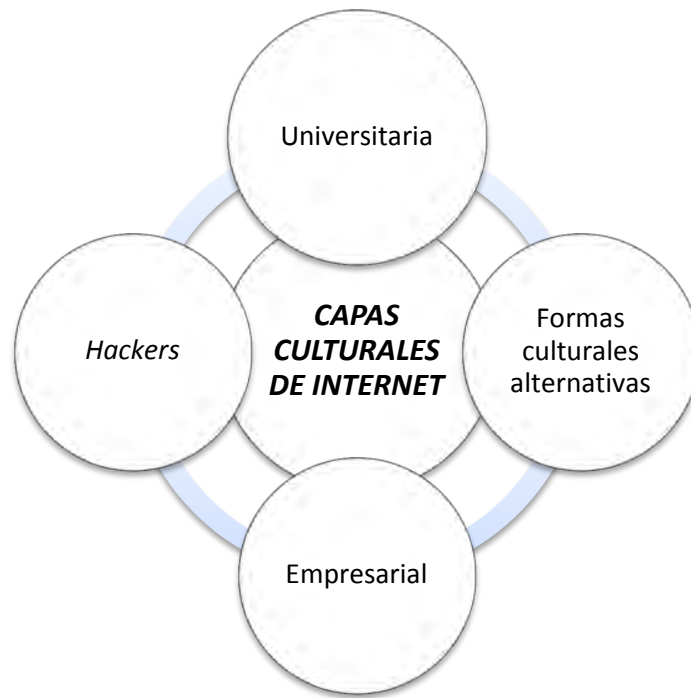 Universitaria
Hackers
CAPAS
CULTURALES
DE INTERNET
Formas
culturales
alternativas
Empresarial